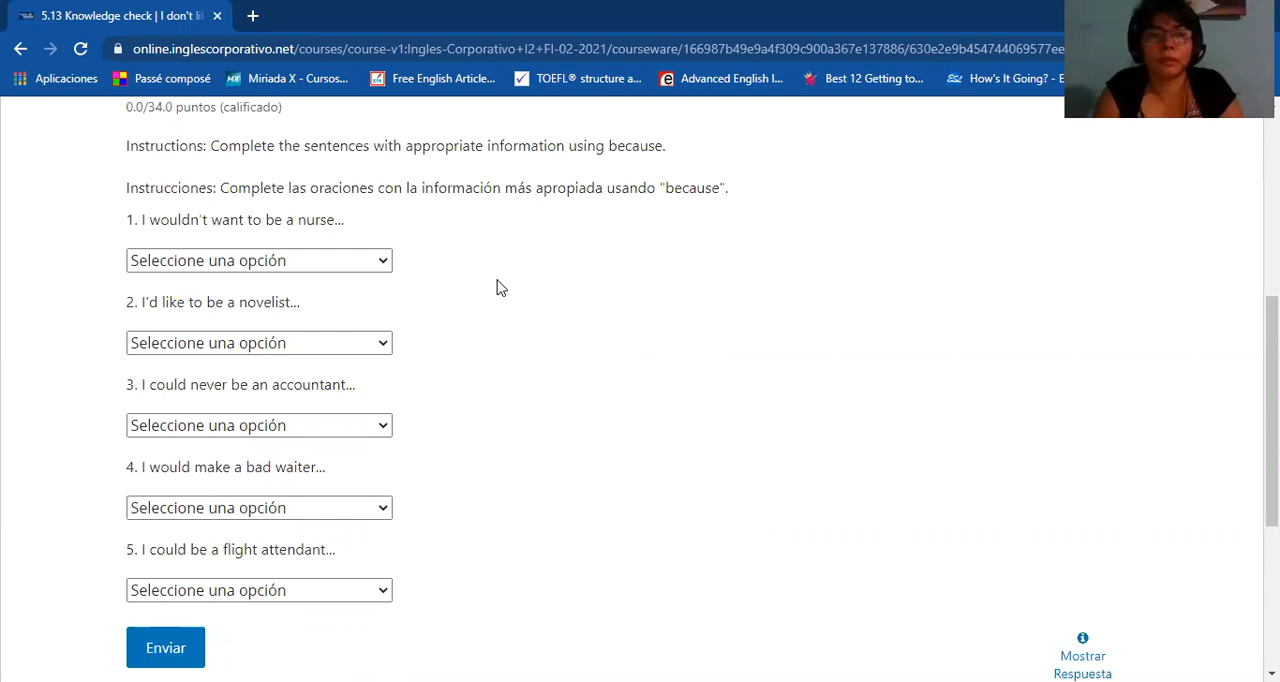 5.13 Knowledge check | I don't li
online.inglescorporativo.net/courses/course-v1:Ingles-Corporativo+I2+FI-02-2021/courseware/166987b49e9a4f309c900a367e137886/630e2e9b454744069577ee
Aplicaciones Passé composé Miriada X - Cursos... Free English Article... TOEFL® structure a... Advanced English I... Best 12 Getting to... How's It Going? - E
0.0/34.0 puntos (calificado)
Instructions: Complete the sentences with appropriate information using because.
Instrucciones: Complete las oraciones con la información más apropiada usando "because".
1. I wouldn't want to be a nurse...
Seleccione una opción
2. I'd like to be a novelist...
Seleccione una opción
3. I could never be an accountant...
Seleccione una opción
4. I would make a bad waiter...
Seleccione una opción
5. I could be a flight attendant...
Seleccione una opción
Enviar
Mostrar
Respuesta